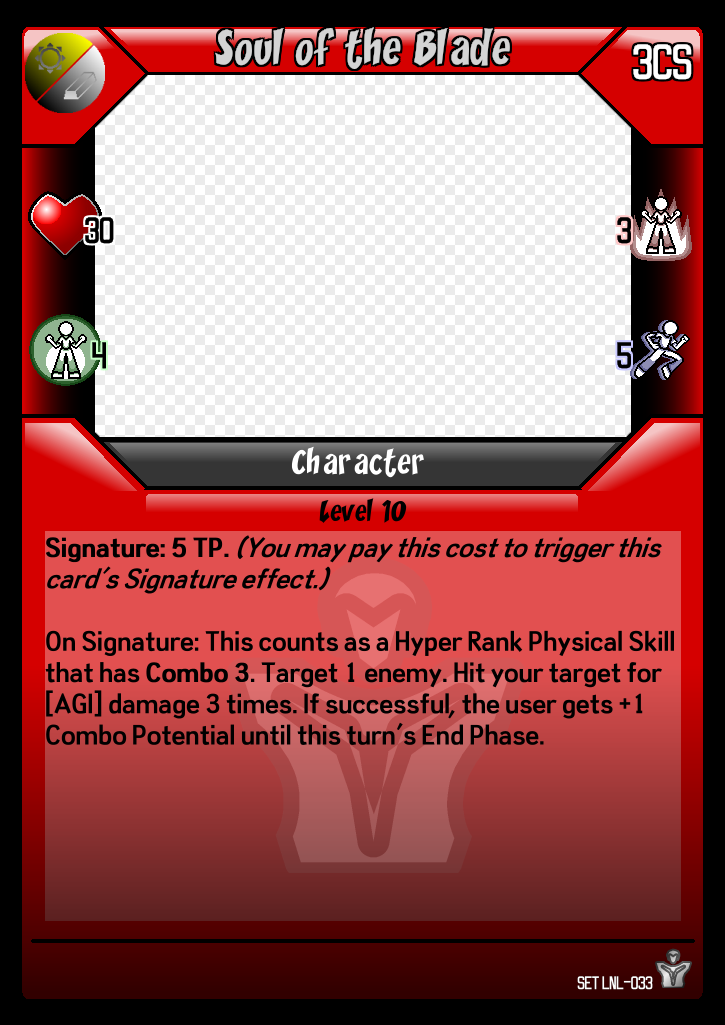 Soul of the Blade
3CS
30
3
4
5
Character
Level 10
Signature: 5 TP. (You may pay this cost to trigger this
card's Signature effect.)
On Signature: This counts as a Hyper Rank Physical Skill
that has Combo 3. Target 1 enemy. Hit your target for
[AGI] damage 3 times. If successful, the user gets +1
Combo Potential until this turn's End Phase.
SET LNL-033